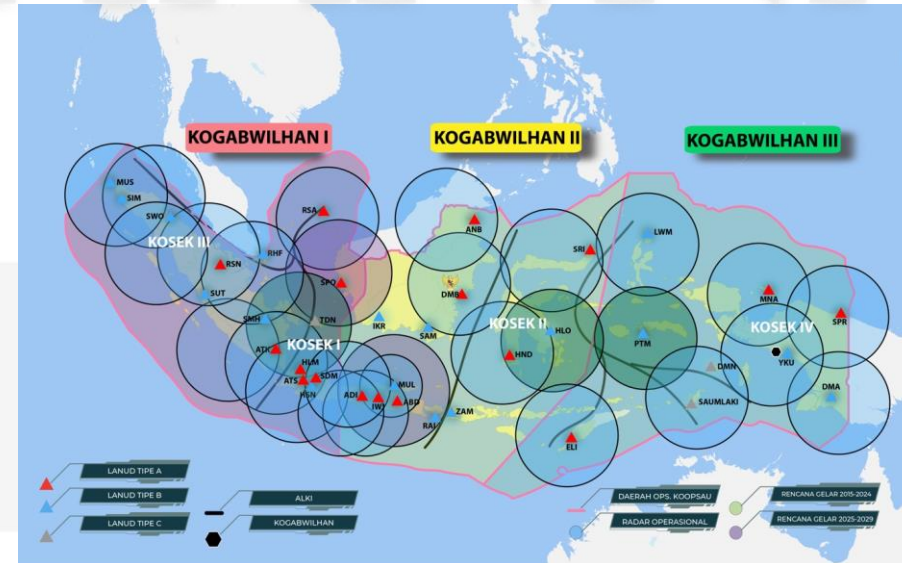 KOGABWILHAN I
KOGABWILHAN II
KOGABWILHAN III
MUS
SIM
SWO
KOSEK III
RSN
RHF
SUT
RSA
SPO
SMH
TDN
KOSEK I
ATK
HLM
ATS
SDM
HSN
ADI
IWJ
MUL
ABD
IKR
SAM
RAI
ZAM
ANB
DMB
KOSEK II
HND
HLO
SRI
ELI
LWM
PTM
MNA
SPR
KOSEK IV
YKU
DMN
DMA
SAUMLAKI
LANUD TIPE A
LANUD TIPE B
LANUD TIPE C
ALKI
KOGABWILHAN
DAERAH OPS. KOOPSAU
RADAR OPERASIONAL
RENCANA GELAR 2015-2024
RENCANA GELAR 2025-2029